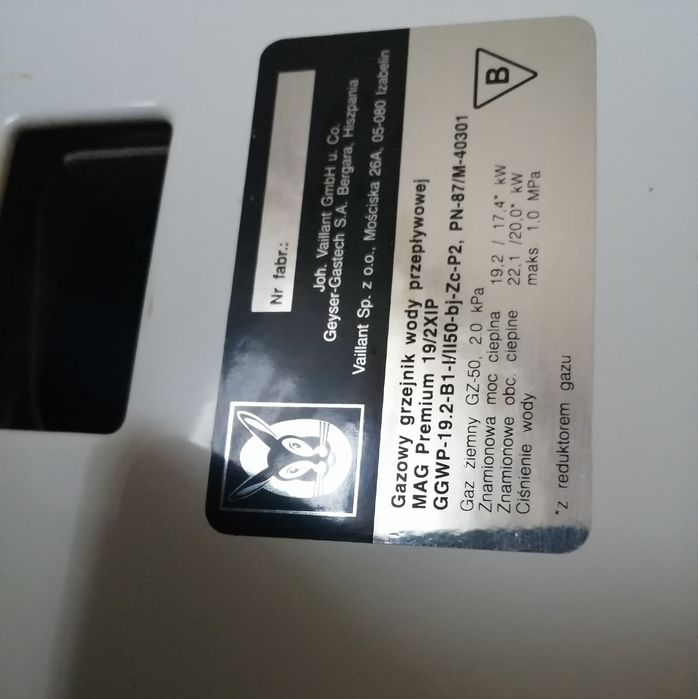 Nr fabr.:
Joh. Vaillant GmbH u. Co.
Geyser-Gastech S.A. Bergara, Hiszpania
Vaillant Sp. z o.o., Mościska 26A, 05-080 Izabelin
B
Gazowy grzejnik wody przepływowej
MAG Premium 19/2XIP
GGWP-19.2-B1-I/II50-bj-Zc-P2, PN-87/M-40301
Gaz ziemny GZ-50, 2.0 kPa
Znamionowa moc cieplna 19,2 / 17,4* kW
Znamionowe obc. cieplne 22,1 /20,0* kW
Ciśnienie wody maks. 1,0 MPa
*z reduktorem gazu